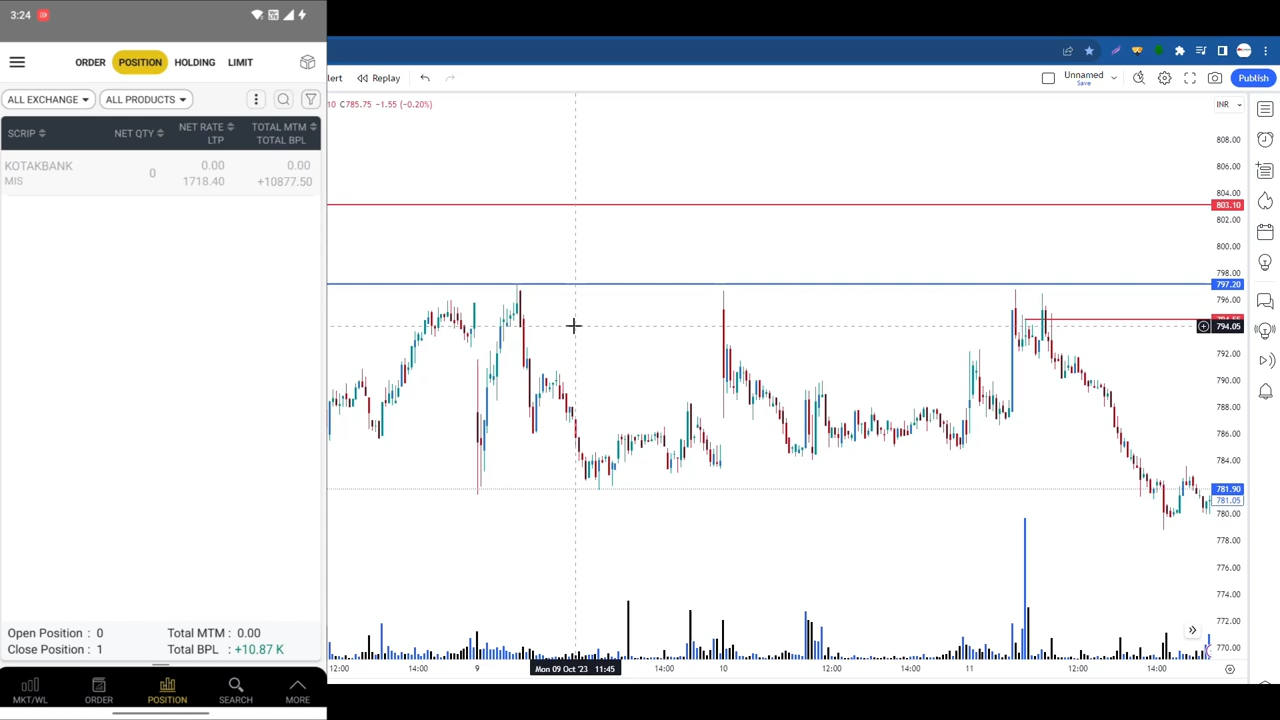 3:24
ORDER POSITION HOLDING LIMIT
ALL EXCHANGE ALL PRODUCTS
SCRIP NET QTY NET RATE LTP TOTAL MTM TOTAL BPL
KOTAKBANK 0 0.00 0.00
MIS 1718.40 +10877.50
Open Position : 0 Total MTM : 0.00
Close Position : 1 Total BPL : +10.87 K
MKT/WL ORDER POSITION SEARCH MORE
lert Replay Unnamed Save Publish
10 C785.75 −1.55 (−0.20%) INR
808.00
806.00
804.00
803.10
802.00
800.00
798.00
797.20
796.00
794.05
792.00
790.00
788.00
786.00
784.00
781.90
781.05
780.00
778.00
776.00
774.00
772.00
770.00
12:00 14:00 9 Mon 09 Oct '23 11:45 14:00 10 12:00 14:00 11 12:00 14:00